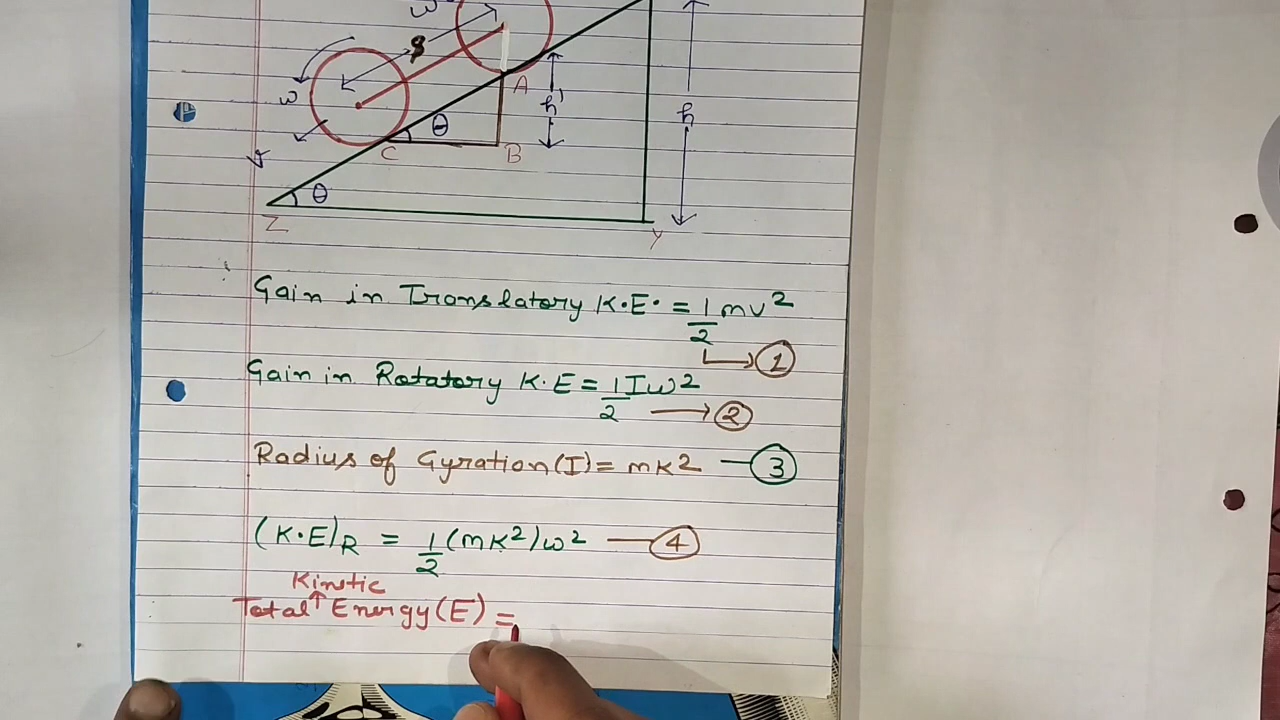 ω
S
A
h'
h
ω
θ
C
B
v
θ
Z
Y
Gain in Translatory K.E. = 1/2 mv²
→ ①
Gain in Rotatory K.E = 1/2 Iω²
→ ②
Radius of Gyration (I) = mK² — ③
(K.E)R = 1/2 (mK²)ω² — ④
Kinetic
Total ↑ Energy (E) =